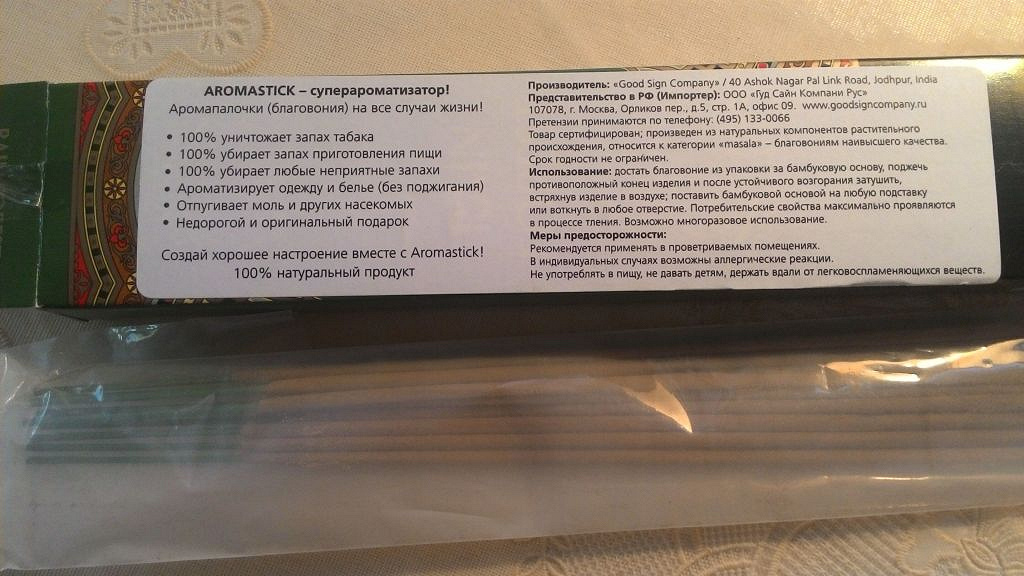 AROMASTICK – суперароматизатор!
Аромапалочки (благовония) на все случаи жизни!
• 100% уничтожает запах табака
• 100% убирает запах приготовления пищи
• 100% убирает любые неприятные запахи
• Ароматизирует одежду и белье (без поджигания)
• Отпугивает моль и других насекомых
• Недорогой и оригинальный подарок
Создай хорошее настроение вместе с Aromastick!
100% натуральный продукт
Производитель: «Good Sign Company» / 40 Ashok Nagar Pal Link Road, Jodhpur, India
Представительство в РФ (Импортер): ООО «Гуд Сайн Компани Рус»
107078, г. Москва, Орликов пер., д.5, стр. 1А, офис 09. www.goodsigncompany.ru
Претензии принимаются по телефону: (495) 133-0066
Товар сертифицирован; произведен из натуральных компонентов растительного
происхождения, относится к категории «masala» – благовониям наивысшего качества.
Срок годности не ограничен.
Использование: достать благовоние из упаковки за бамбуковую основу, поджечь
противоположный конец изделия и после устойчивого возгорания затушить,
встряхнув изделие в воздухе; поставить бамбуковой основой на любую подставку
или воткнуть в любое отверстие. Потребительские свойства максимально проявляются
в процессе тления. Возможно многоразовое использование.
Меры предосторожности:
Рекомендуется применять в проветриваемых помещениях.
В индивидуальных случаях возможны аллергические реакции.
Не употреблять в пищу, не давать детям, держать вдали от легковоспламеняющихся веществ.